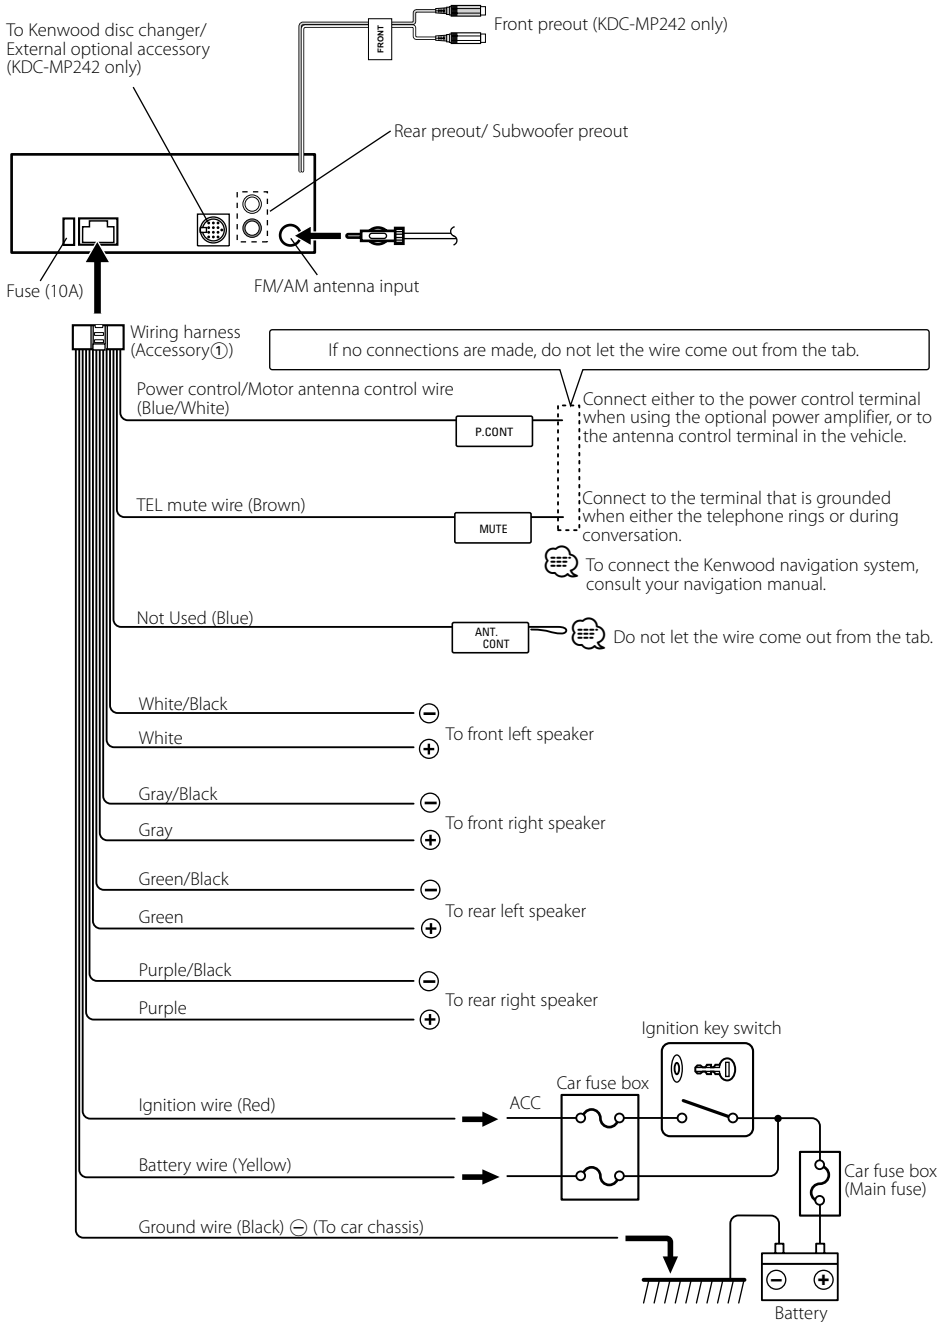 To Kenwood disc changer/
External optional accessory
(KDC-MP242 only)
FRONT
Front preout (KDC-MP242 only)
Rear preout/ Subwoofer preout
Fuse (10A)
FM/AM antenna input
Wiring harness
(Accessory①)
If no connections are made, do not let the wire come out from the tab.
Power control/Motor antenna control wire
(Blue/White)
P.CONT
Connect either to the power control terminal
when using the optional power amplifier, or to
the antenna control terminal in the vehicle.
TEL mute wire (Brown)
MUTE
Connect to the terminal that is grounded
when either the telephone rings or during
conversation.
To connect the Kenwood navigation system,
consult your navigation manual.
Not Used (Blue)
ANT.
CONT
Do not let the wire come out from the tab.
White/Black
White
To front left speaker
Gray/Black
Gray
To front right speaker
Green/Black
Green
To rear left speaker
Purple/Black
Purple
To rear right speaker
Ignition key switch
Car fuse box
Ignition wire (Red)
ACC
Battery wire (Yellow)
Car fuse box
(Main fuse)
Ground wire (Black) ⊖ (To car chassis)
Battery